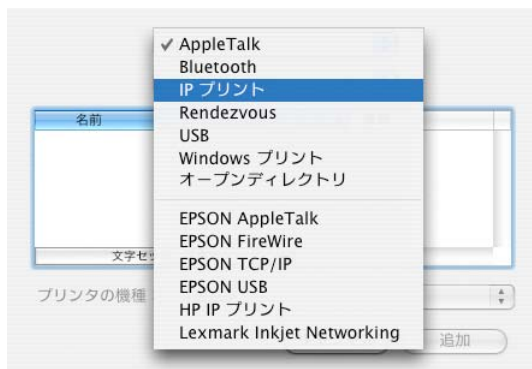 AppleTalk
Bluetooth
IP プリント
名前
Rendezvous
USB
Windows プリント
オープンディレクトリ
EPSON AppleTalk
EPSON FireWire
文字セッ
EPSON TCP/IP
プリンタの機種
EPSON USB
HP IP プリント
Lexmark Inkjet Networking
追加